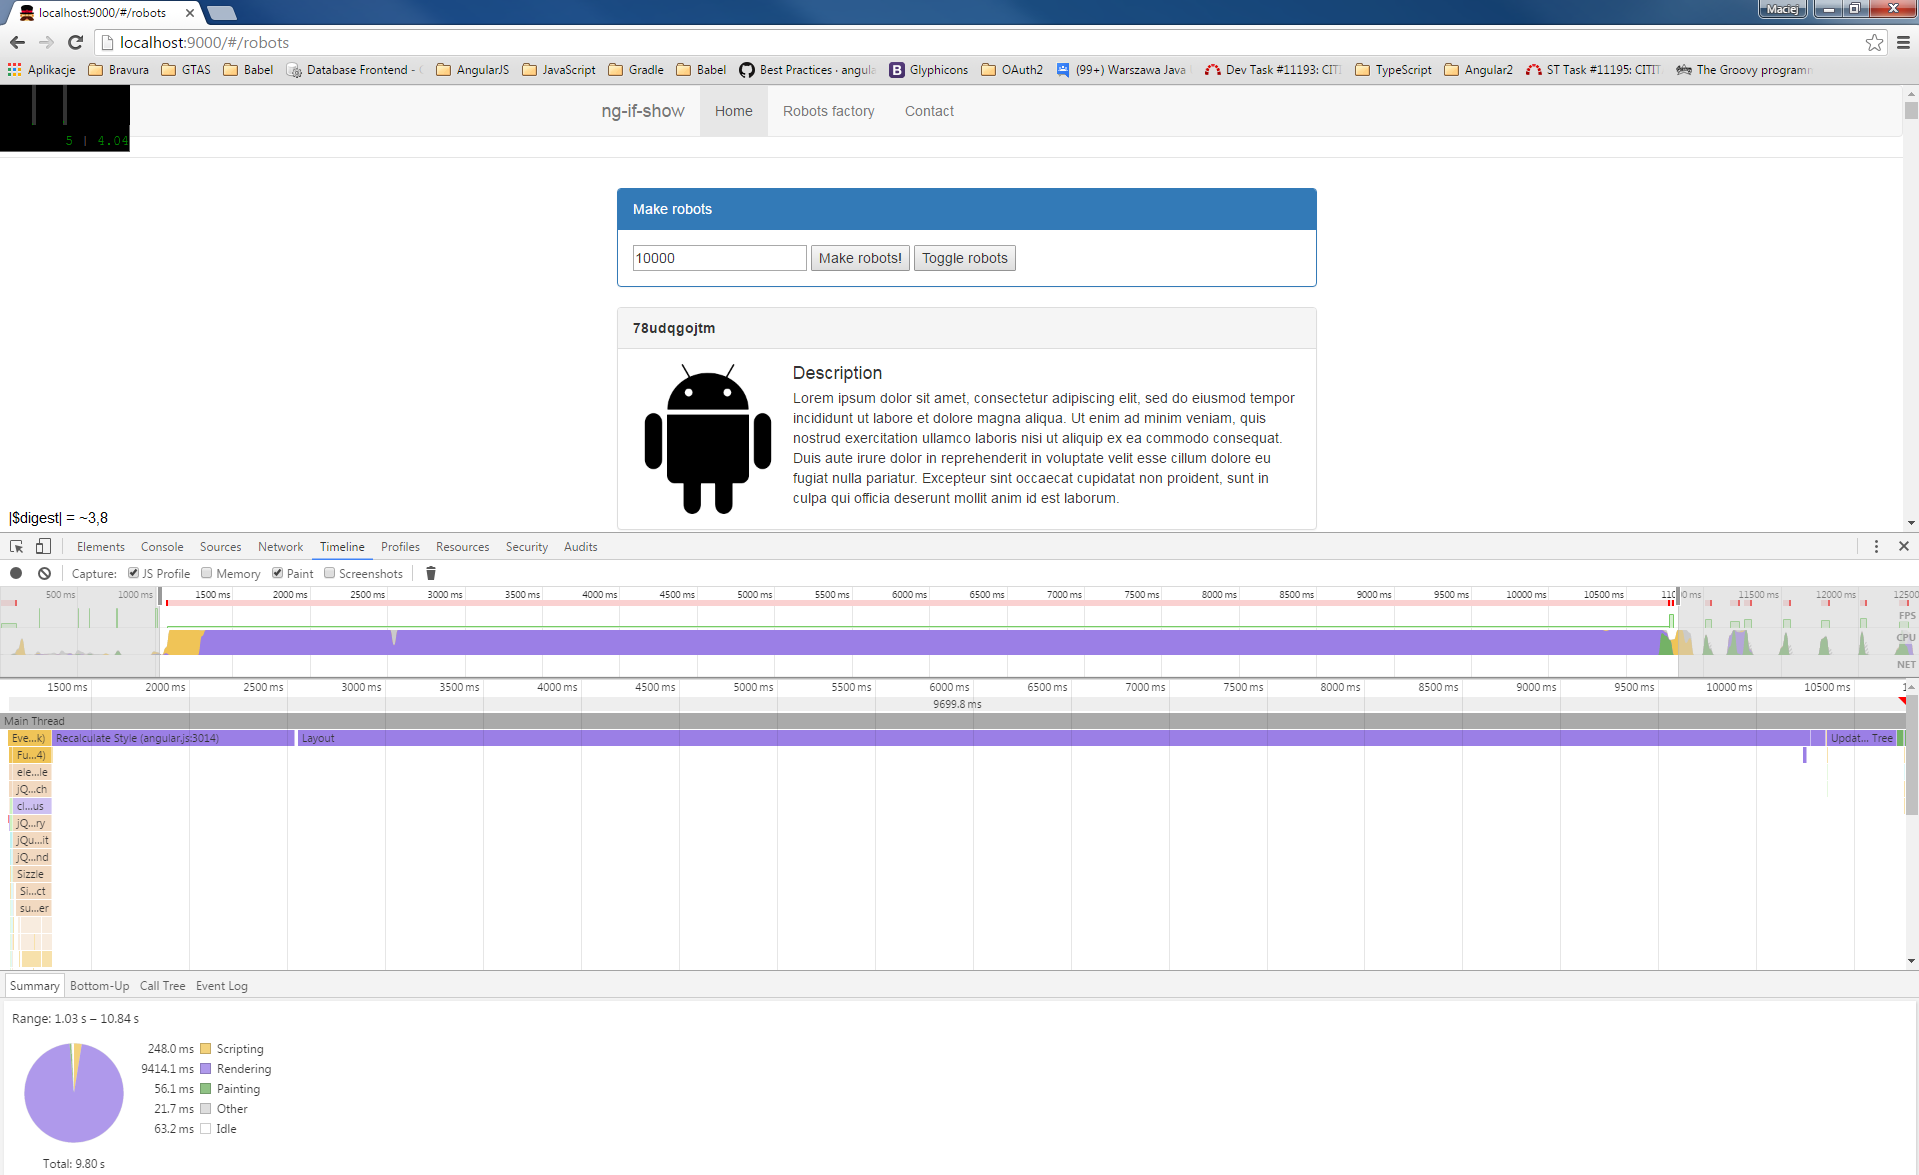 localhost:9000/#/robots
Maciej
localhost:9000/#/robots
Aplikacje Bravura GTAS Babel Database Frontend - AngularJS JavaScript Gradle Babel Best Practices · angula Glyphicons OAuth2 (99+) Warszawa Java Dev Task #11193: CITI TypeScript Angular2 ST Task #11195: CITIT The Groovy programm
ng-if-show Home Robots factory Contact
5 | 4.04
Make robots
10000 Make robots! Toggle robots
78udqgojtm
Description
Lorem ipsum dolor sit amet, consectetur adipiscing elit, sed do eiusmod tempor
incididunt ut labore et dolore magna aliqua. Ut enim ad minim veniam, quis
nostrud exercitation ullamco laboris nisi ut aliquip ex ea commodo consequat.
Duis aute irure dolor in reprehenderit in voluptate velit esse cillum dolore eu
fugiat nulla pariatur. Excepteur sint occaecat cupidatat non proident, sunt in
culpa qui officia deserunt mollit anim id est laborum.
|$digest| = ~3,8
Elements Console Sources Network Timeline Profiles Resources Security Audits
Capture: JS Profile Memory Paint Screenshots
500 ms 1000 ms 1500 ms 2000 ms 2500 ms 3000 ms 3500 ms 4000 ms 4500 ms 5000 ms 5500 ms 6000 ms 6500 ms 7000 ms 7500 ms 8000 ms 8500 ms 9000 ms 9500 ms 10000 ms 10500 ms 11500 ms 12000 ms 12500
FPS
CPU
NET
1500 ms 2000 ms 2500 ms 3000 ms 3500 ms 4000 ms 4500 ms 5000 ms 5500 ms 6000 ms 6500 ms 7000 ms 7500 ms 8000 ms 8500 ms 9000 ms 9500 ms 10000 ms 10500 ms
9699.8 ms
Main Thread
Eve...k) Recalculate Style (angular.js:3014) Layout Updat... Tree
Fu...4)
ele...le
jQ...ch
cl...us
jQ...ry
jQu...it
jQ...nd
Sizzle
Si...ct
su...er
Summary Bottom-Up Call Tree Event Log
Range: 1.03 s – 10.84 s
248.0 ms Scripting
9414.1 ms Rendering
56.1 ms Painting
21.7 ms Other
63.2 ms Idle
Total: 9.80 s